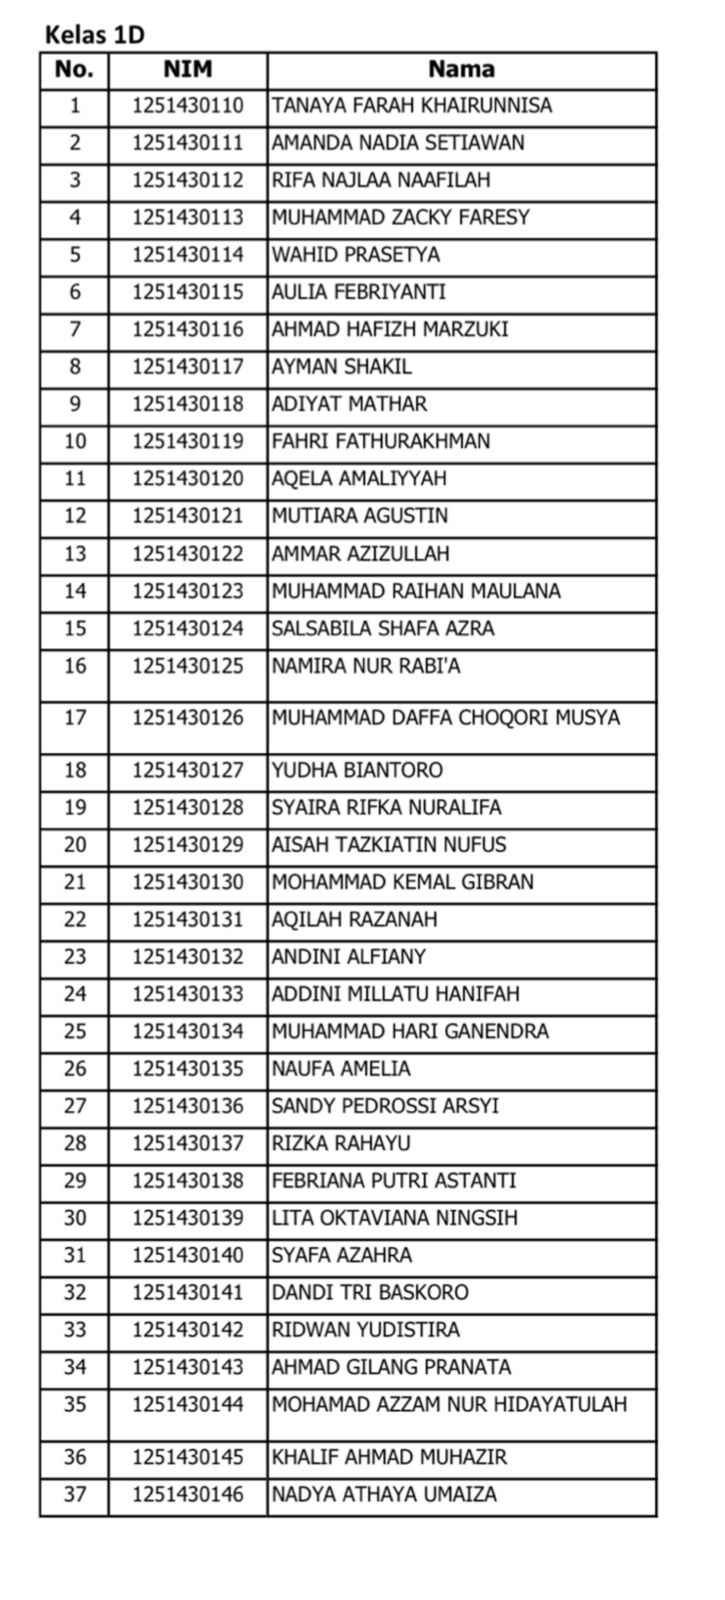 Kelas 1D
No. NIM Nama
1 1251430110 TANAYA FARAH KHAIRUNNISA
2 1251430111 AMANDA NADIA SETIAWAN
3 1251430112 RIFA NAJLAA NAAFILAH
4 1251430113 MUHAMMAD ZACKY FARESY
5 1251430114 WAHID PRASETYA
6 1251430115 AULIA FEBRIYANTI
7 1251430116 AHMAD HAFIZH MARZUKI
8 1251430117 AYMAN SHAKIL
9 1251430118 ADIYAT MATHAR
10 1251430119 FAHRI FATHURAKHMAN
11 1251430120 AQELA AMALIYYAH
12 1251430121 MUTIARA AGUSTIN
13 1251430122 AMMAR AZIZULLAH
14 1251430123 MUHAMMAD RAIHAN MAULANA
15 1251430124 SALSABILA SHAFA AZRA
16 1251430125 NAMIRA NUR RABI'A
17 1251430126 MUHAMMAD DAFFA CHOQORI MUSYA
18 1251430127 YUDHA BIANTORO
19 1251430128 SYAIRA RIFKA NURALIFA
20 1251430129 AISAH TAZKIATIN NUFUS
21 1251430130 MOHAMMAD KEMAL GIBRAN
22 1251430131 AQILAH RAZANAH
23 1251430132 ANDINI ALFIANY
24 1251430133 ADDINI MILLATU HANIFAH
25 1251430134 MUHAMMAD HARI GANENDRA
26 1251430135 NAUFA AMELIA
27 1251430136 SANDY PEDROSSI ARSYI
28 1251430137 RIZKA RAHAYU
29 1251430138 FEBRIANA PUTRI ASTANTI
30 1251430139 LITA OKTAVIANA NINGSIH
31 1251430140 SYAFA AZAHRA
32 1251430141 DANDI TRI BASKORO
33 1251430142 RIDWAN YUDISTIRA
34 1251430143 AHMAD GILANG PRANATA
35 1251430144 MOHAMAD AZZAM NUR HIDAYATULAH
36 1251430145 KHALIF AHMAD MUHAZIR
37 1251430146 NADYA ATHAYA UMAIZA